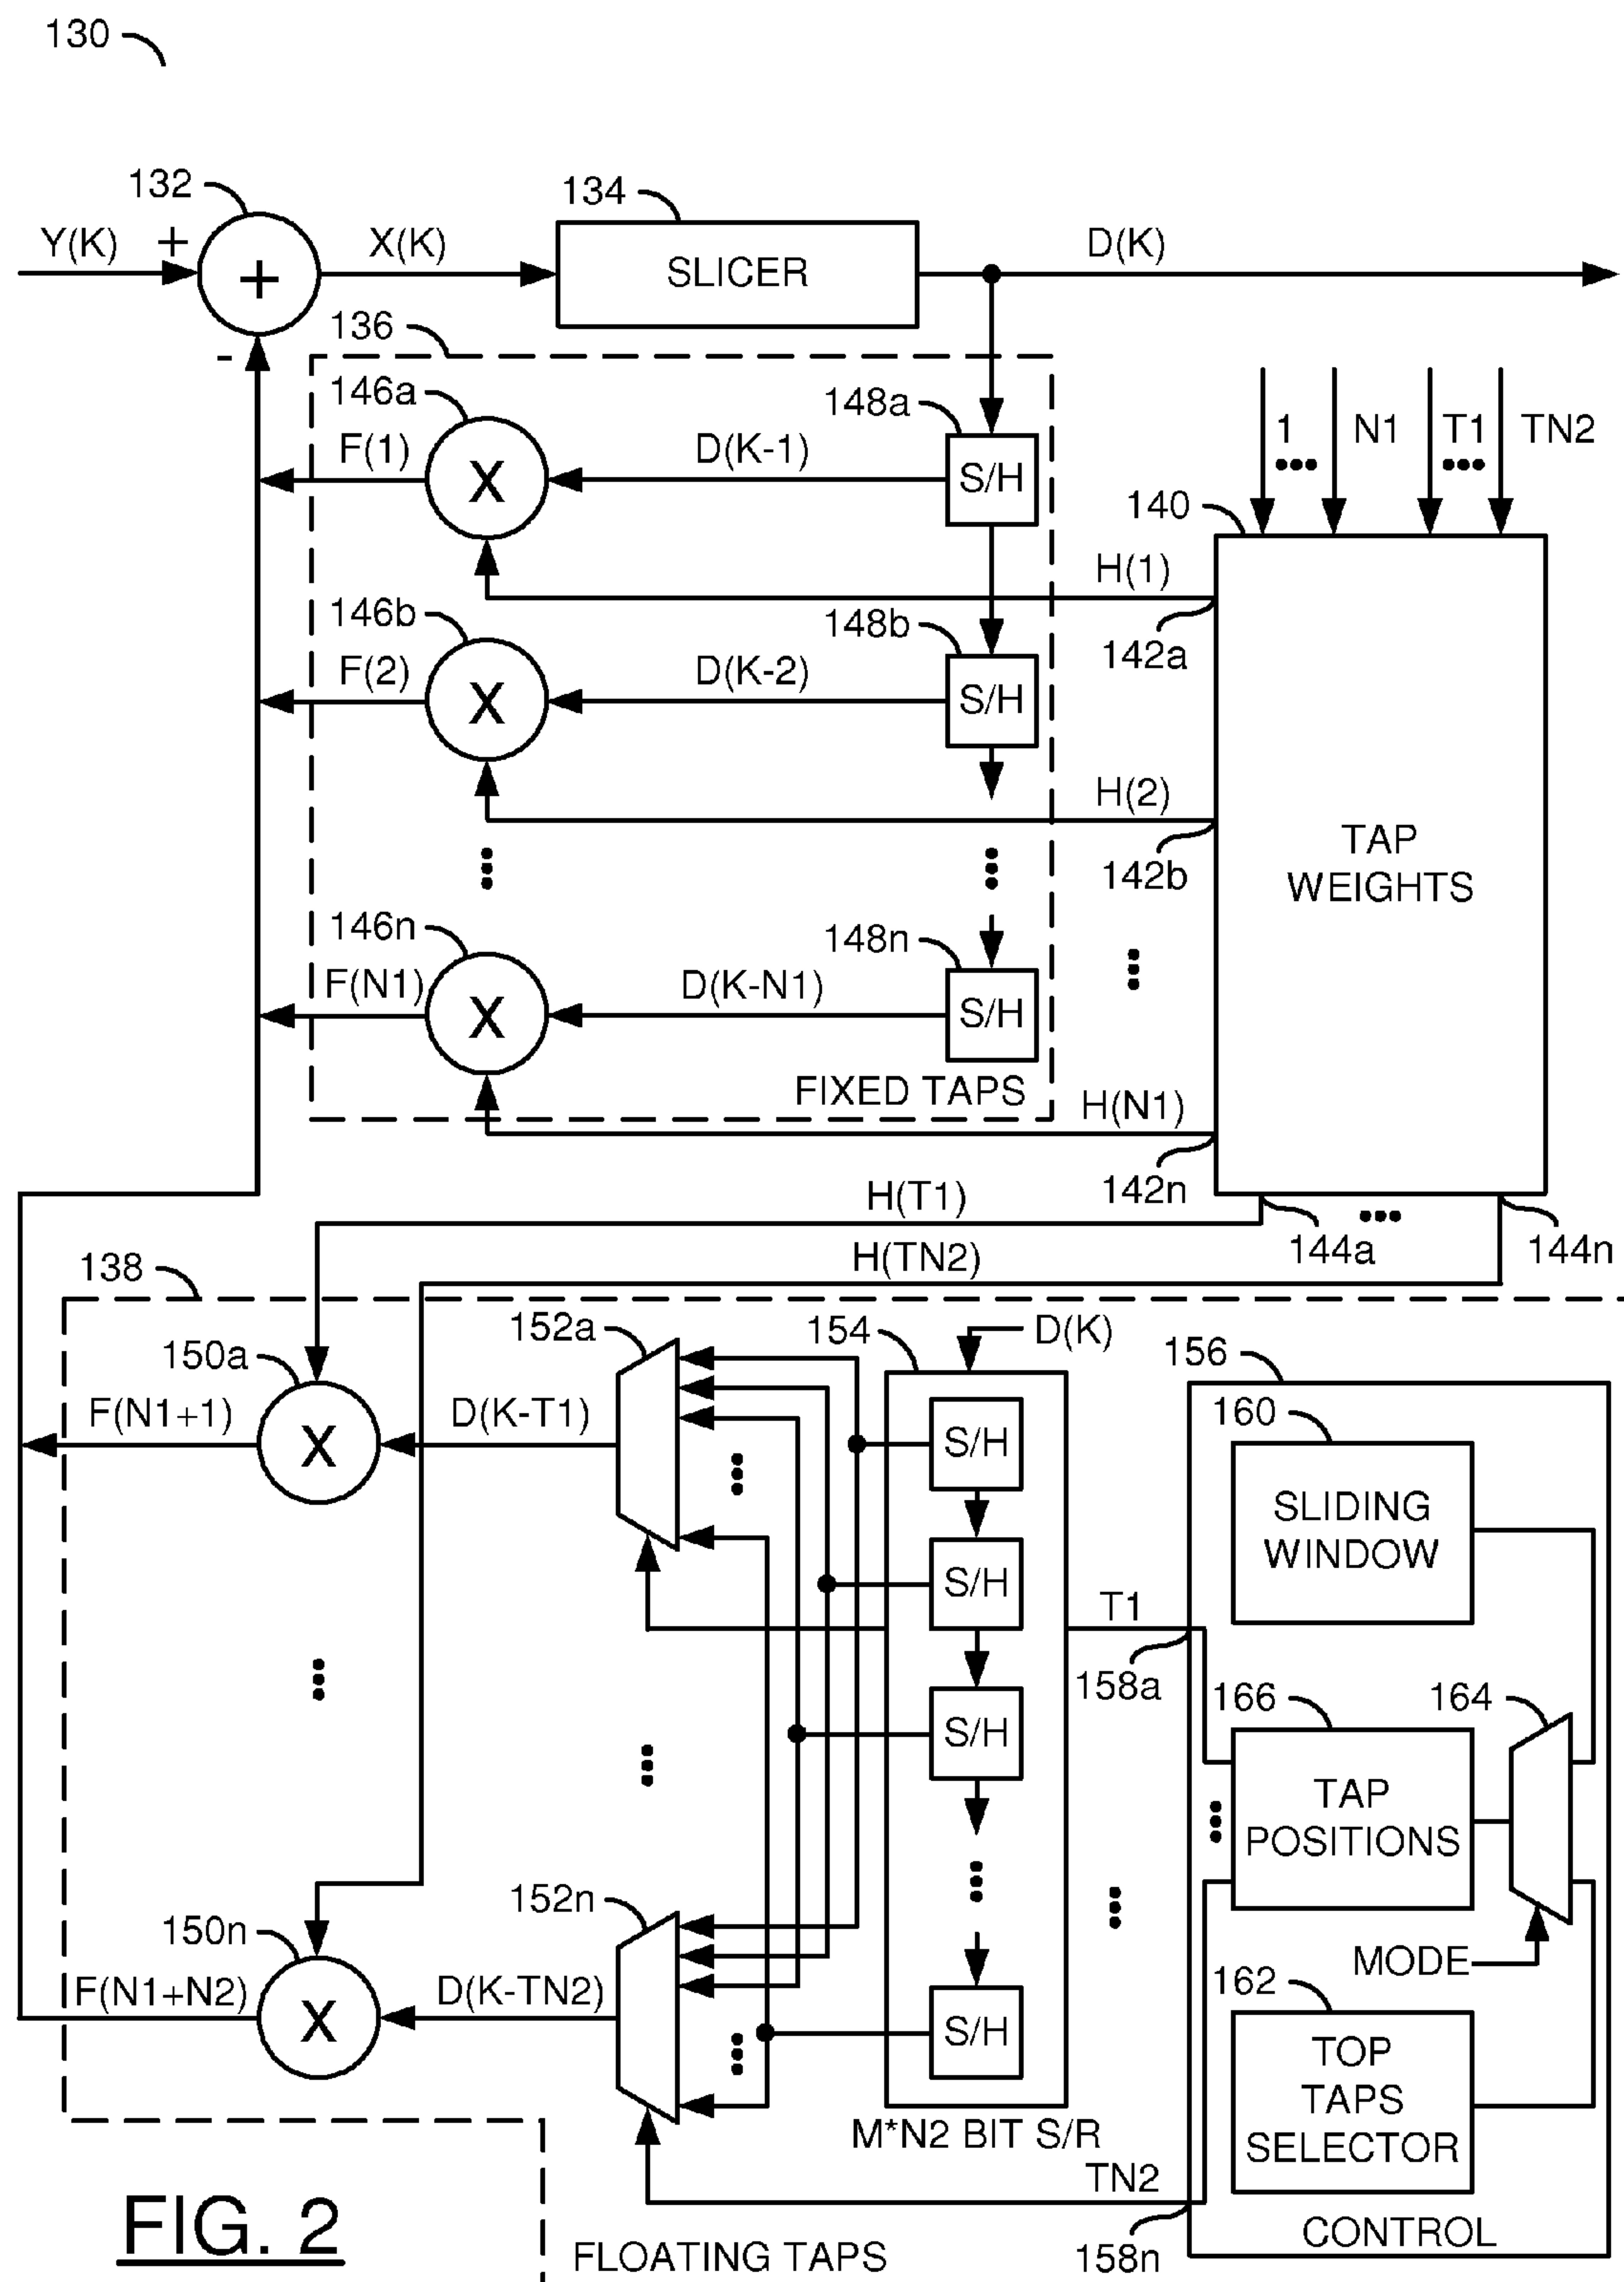 130
132
134
Y(K)
+
X(K)
SLICER
D(K)
+
-
136
146a
148a
F(1)
X
D(K-1)
S/H
1
N1
T1
TN2
140
H(1)
142a
146b
148b
F(2)
X
D(K-2)
S/H
H(2)
142b
TAP
WEIGHTS
146n
148n
F(N1)
X
D(K-N1)
S/H
FIXED TAPS
H(N1)
142n
H(T1)
144a
144n
H(TN2)
138
152a
154
D(K)
150a
156
F(N1+1)
X
D(K-T1)
S/H
160
SLIDING
WINDOW
S/H
T1
158a
166
164
S/H
TAP
POSITIONS
152n
150n
MODE
F(N1+N2)
X
D(K-TN2)
S/H
162
TOP
TAPS
SELECTOR
M*N2 BIT S/R
TN2
158n
CONTROL
FIG. 2
FLOATING TAPS